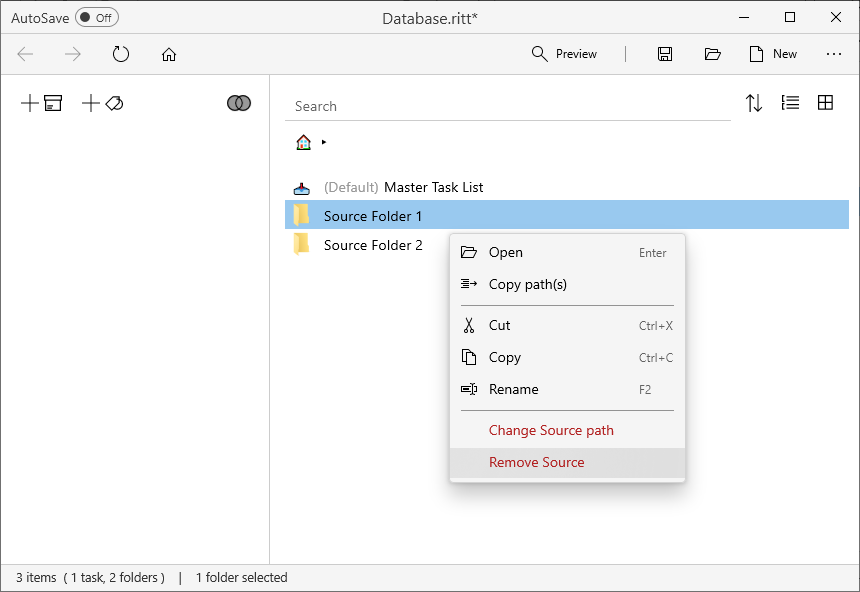 AutoSave Off Database.ritt*
Preview | New ...
Search
(Default) Master Task List
Source Folder 1
Source Folder 2
Open Enter
Copy path(s)
Cut Ctrl+X
Copy Ctrl+C
Rename F2
Change Source path
Remove Source
3 items ( 1 task, 2 folders ) | 1 folder selected